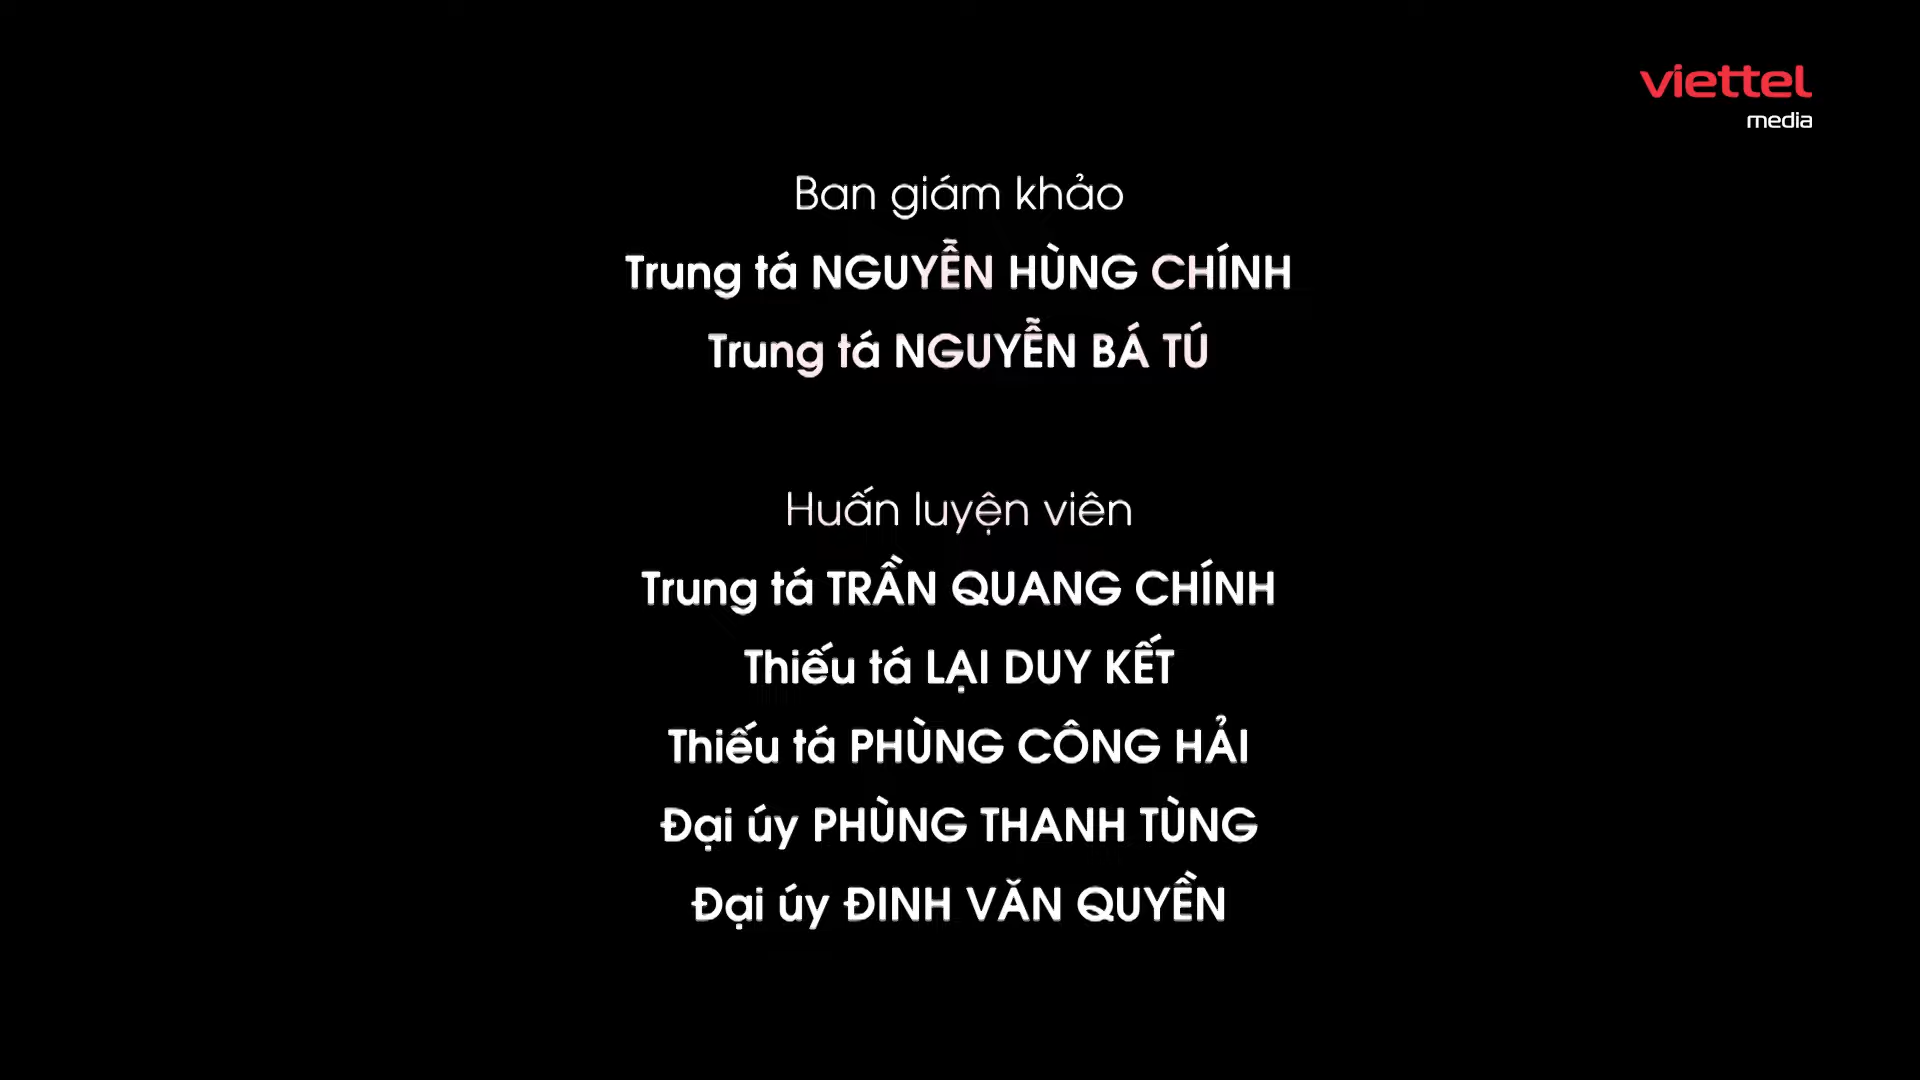 viettel
media
Ban giám khảo
Trung tá NGUYỄN HÙNG CHÍNH
Trung tá NGUYỄN BÁ TÚ
Huấn luyện viên
Trung tá TRẦN QUANG CHÍNH
Thiếu tá LẠI DUY KẾT
Thiếu tá PHÙNG CÔNG HẢI
Đại úy PHÙNG THANH TÙNG
Đại úy ĐINH VĂN QUYỀN